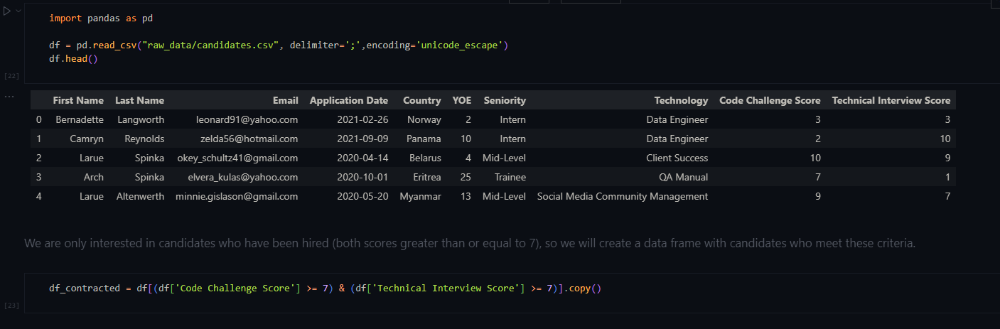 import pandas as pd
df = pd.read_csv("raw_data/candidates.csv", delimiter=';',encoding='unicode_escape')
df.head()
[22]
...
First Name Last Name Email Application Date Country YOE Seniority Technology Code Challenge Score Technical Interview Score
0 Bernadette Langworth leonard91@yahoo.com 2021-02-26 Norway 2 Intern Data Engineer 3 3
1 Camryn Reynolds zelda56@hotmail.com 2021-09-09 Panama 10 Intern Data Engineer 2 10
2 Larue Spinka okey_schultz41@gmail.com 2020-04-14 Belarus 4 Mid-Level Client Success 10 9
3 Arch Spinka elvera_kulas@yahoo.com 2020-10-01 Eritrea 25 Trainee QA Manual 7 1
4 Larue Altenwerth minnie.gislason@gmail.com 2020-05-20 Myanmar 13 Mid-Level Social Media Community Management 9 7
We are only interested in candidates who have been hired (both scores greater than or equal to 7), so we will create a data frame with candidates who meet these criteria.
df_contracted = df[(df['Code Challenge Score'] >= 7) & (df['Technical Interview Score'] >= 7)].copy()
[23]